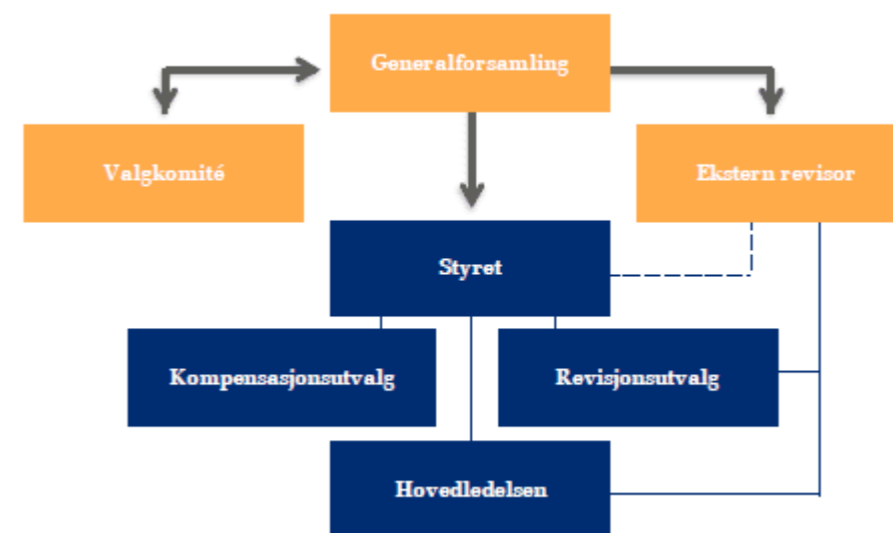 Generalforsamling
Valgkomité
Ekstern revisor
Styret
Kompensasjonsutvalg
Revisjonsutvalg
Hovedledelsen